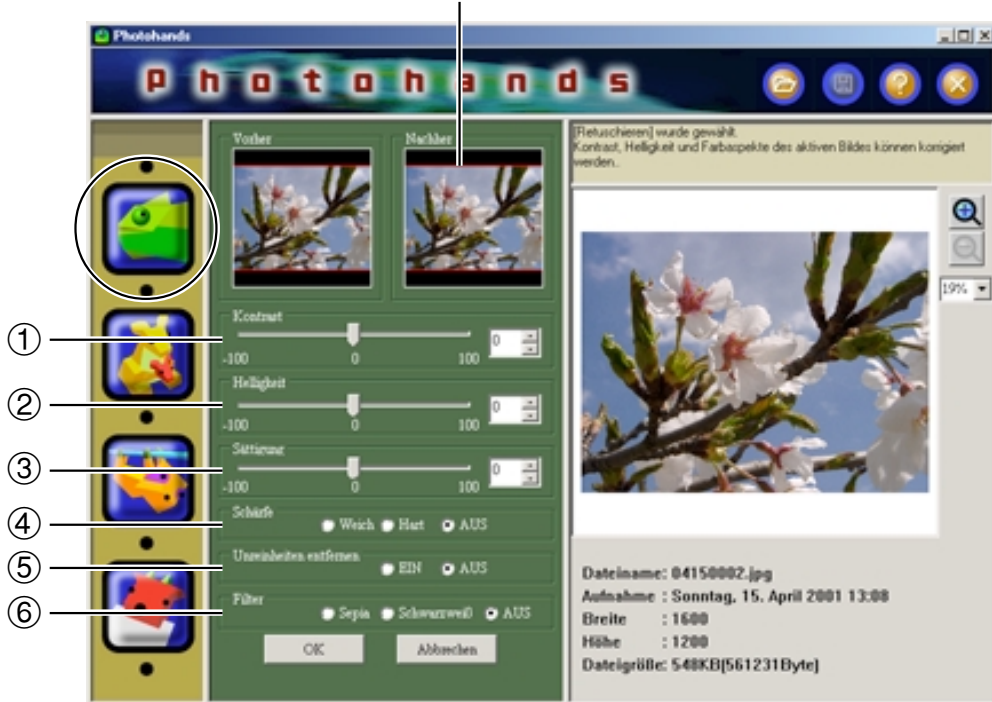 Photohands
Photohands
Vorher
Nachher
[Retuschieren] wurde gewählt.
Kontrast, Helligkeit und Farbaspekte des aktiven Bildes können korrigiert
werden..
19%
① Kontrast
0
-100 0 100
② Helligkeit
0
-100 0 100
③ Sättigung
0
-100 0 100
④ Schärfe
Weich Hart AUS
⑤ Unreinheiten entfernen
EIN AUS
⑥ Filter
Sepia Schwarzweiß AUS
OK Abbrechen
Dateiname: 04150002.jpg
Aufnahme : Sonntag, 15. April 2001 13:08
Breite : 1600
Höhe : 1200
Dateigröße: 548KB(561231Byte)